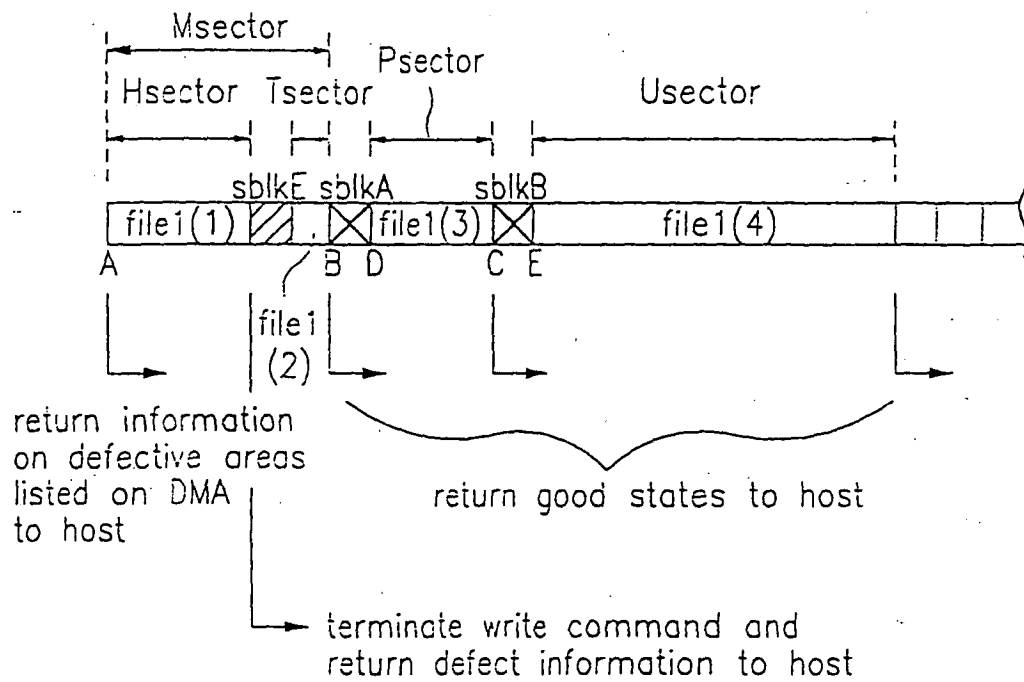 Msector
Psector
Hsector Tsector Usector
sblkE sblkA sblkB
file1(1) file1(3) file1(4)
A B D C E
file1
(2)
return information
on defective areas
listed on DMA
to host
return good states to host
terminate write command and
return defect information to host